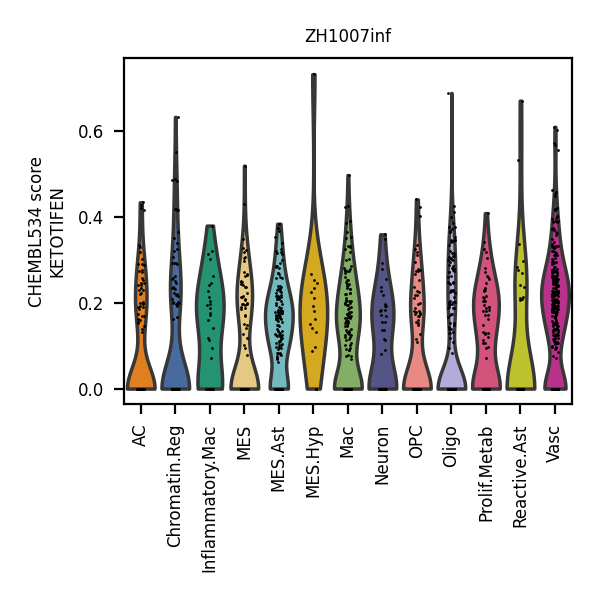 ZH1007inf
CHEMBL534 score
KETOTIFEN
0.6
0.4
0.2
0.0
AC
Chromatin.Reg
Inflammatory.Mac
MES
MES.Ast
MES.Hyp
Mac
Neuron
OPC
Oligo
Prolif.Metab
Reactive.Ast
Vasc